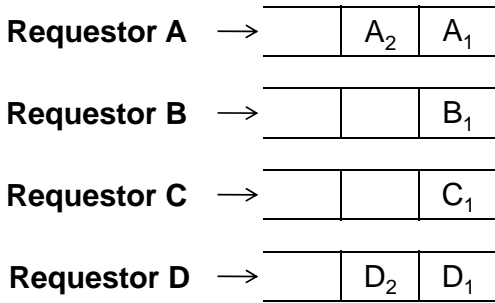 Requestor A → A₂ A₁
Requestor B → B₁
Requestor C → C₁
Requestor D → D₂ D₁